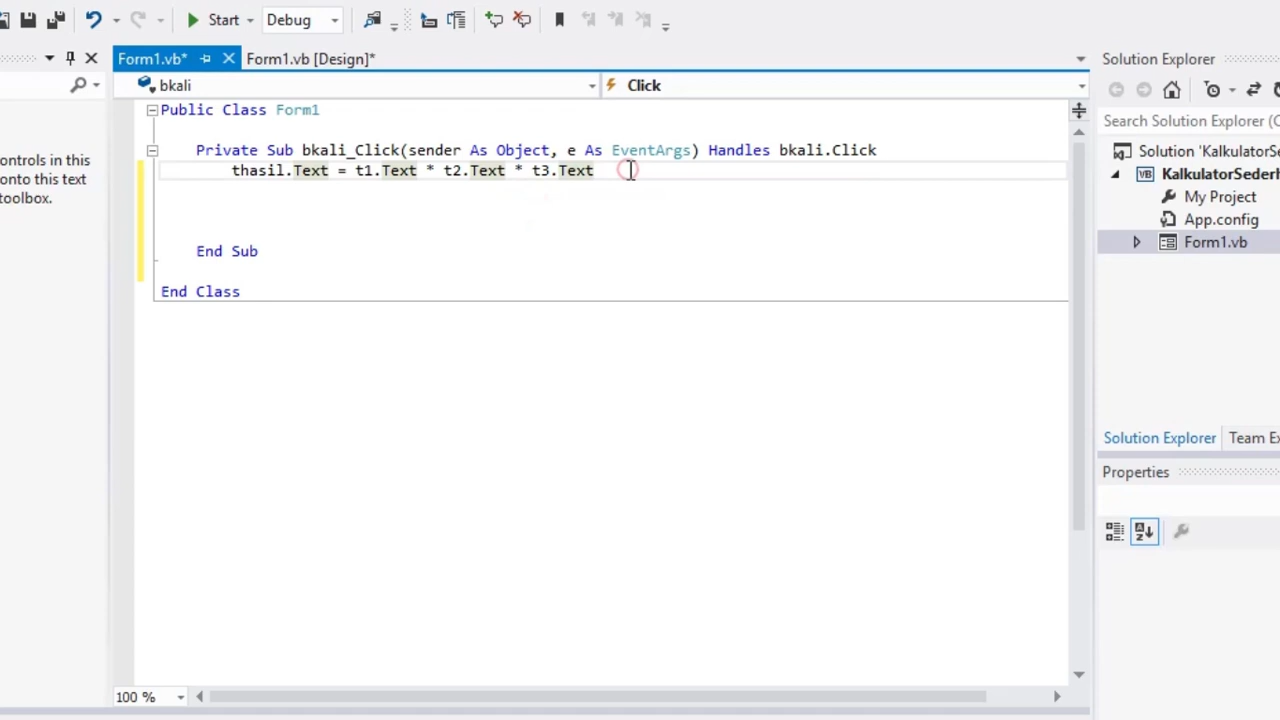 Start
Debug
Form1.vb*
Form1.vb [Design]*
Solution Explorer
bkali
Click
Search Solution Explorer (C
Public Class Form1
Private Sub bkali_Click(sender As Object, e As EventArgs) Handles bkali.Click
thasil.Text = t1.Text * t2.Text * t3.Text
End Sub
End Class
ontrols in this
onto this text
toolbox.
Solution 'KalkulatorSe
KalkulatorSederh
My Project
App.config
Form1.vb
Solution Explorer
Team Ex
Properties
100 %